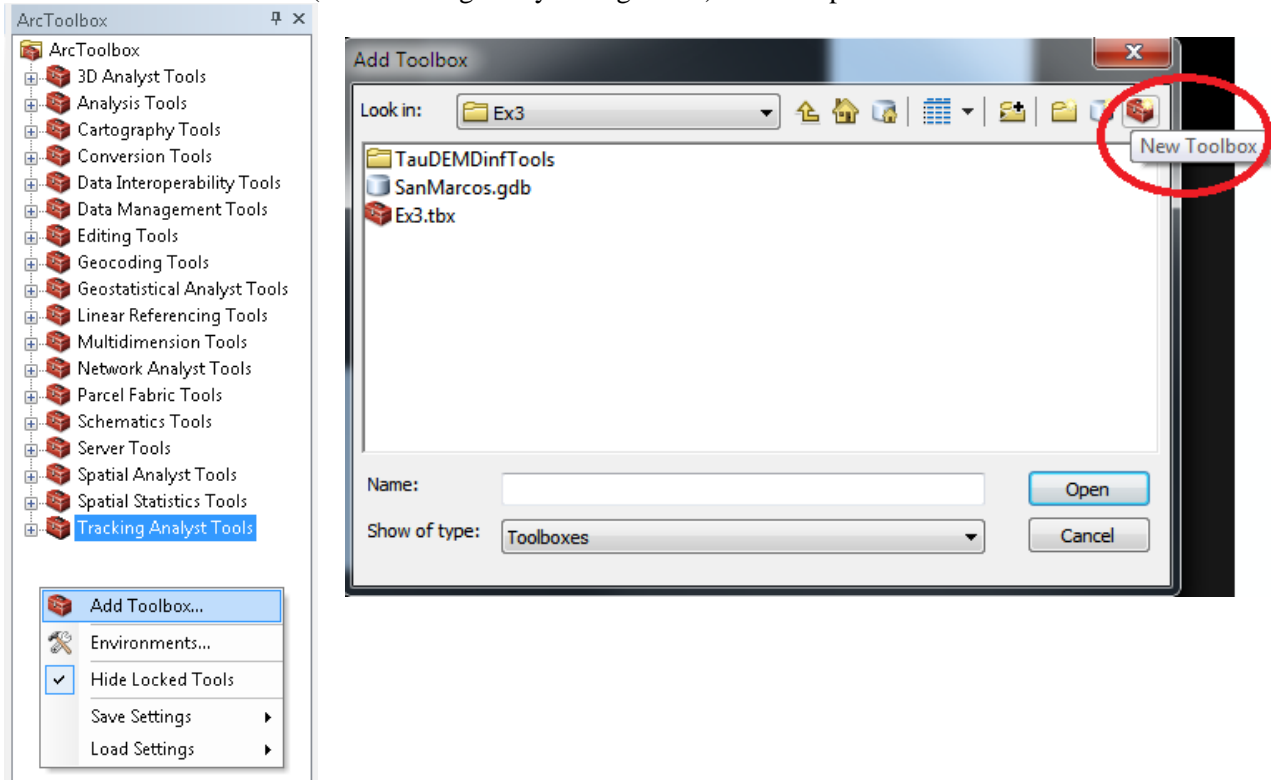 ArcToolbox
ArcToolbox
3D Analyst Tools
Analysis Tools
Cartography Tools
Conversion Tools
Data Interoperability Tools
Data Management Tools
Editing Tools
Geocoding Tools
Geostatistical Analyst Tools
Linear Referencing Tools
Multidimension Tools
Network Analyst Tools
Parcel Fabric Tools
Schematics Tools
Server Tools
Spatial Analyst Tools
Spatial Statistics Tools
Tracking Analyst Tools
Add Toolbox...
Environments...
Hide Locked Tools
Save Settings
Load Settings
Add Toolbox
Look in: Ex3
New Toolbox
TauDEMDinfTools
SanMarcos.gdb
Ex3.tbx
Name:
Open
Show of type: Toolboxes
Cancel